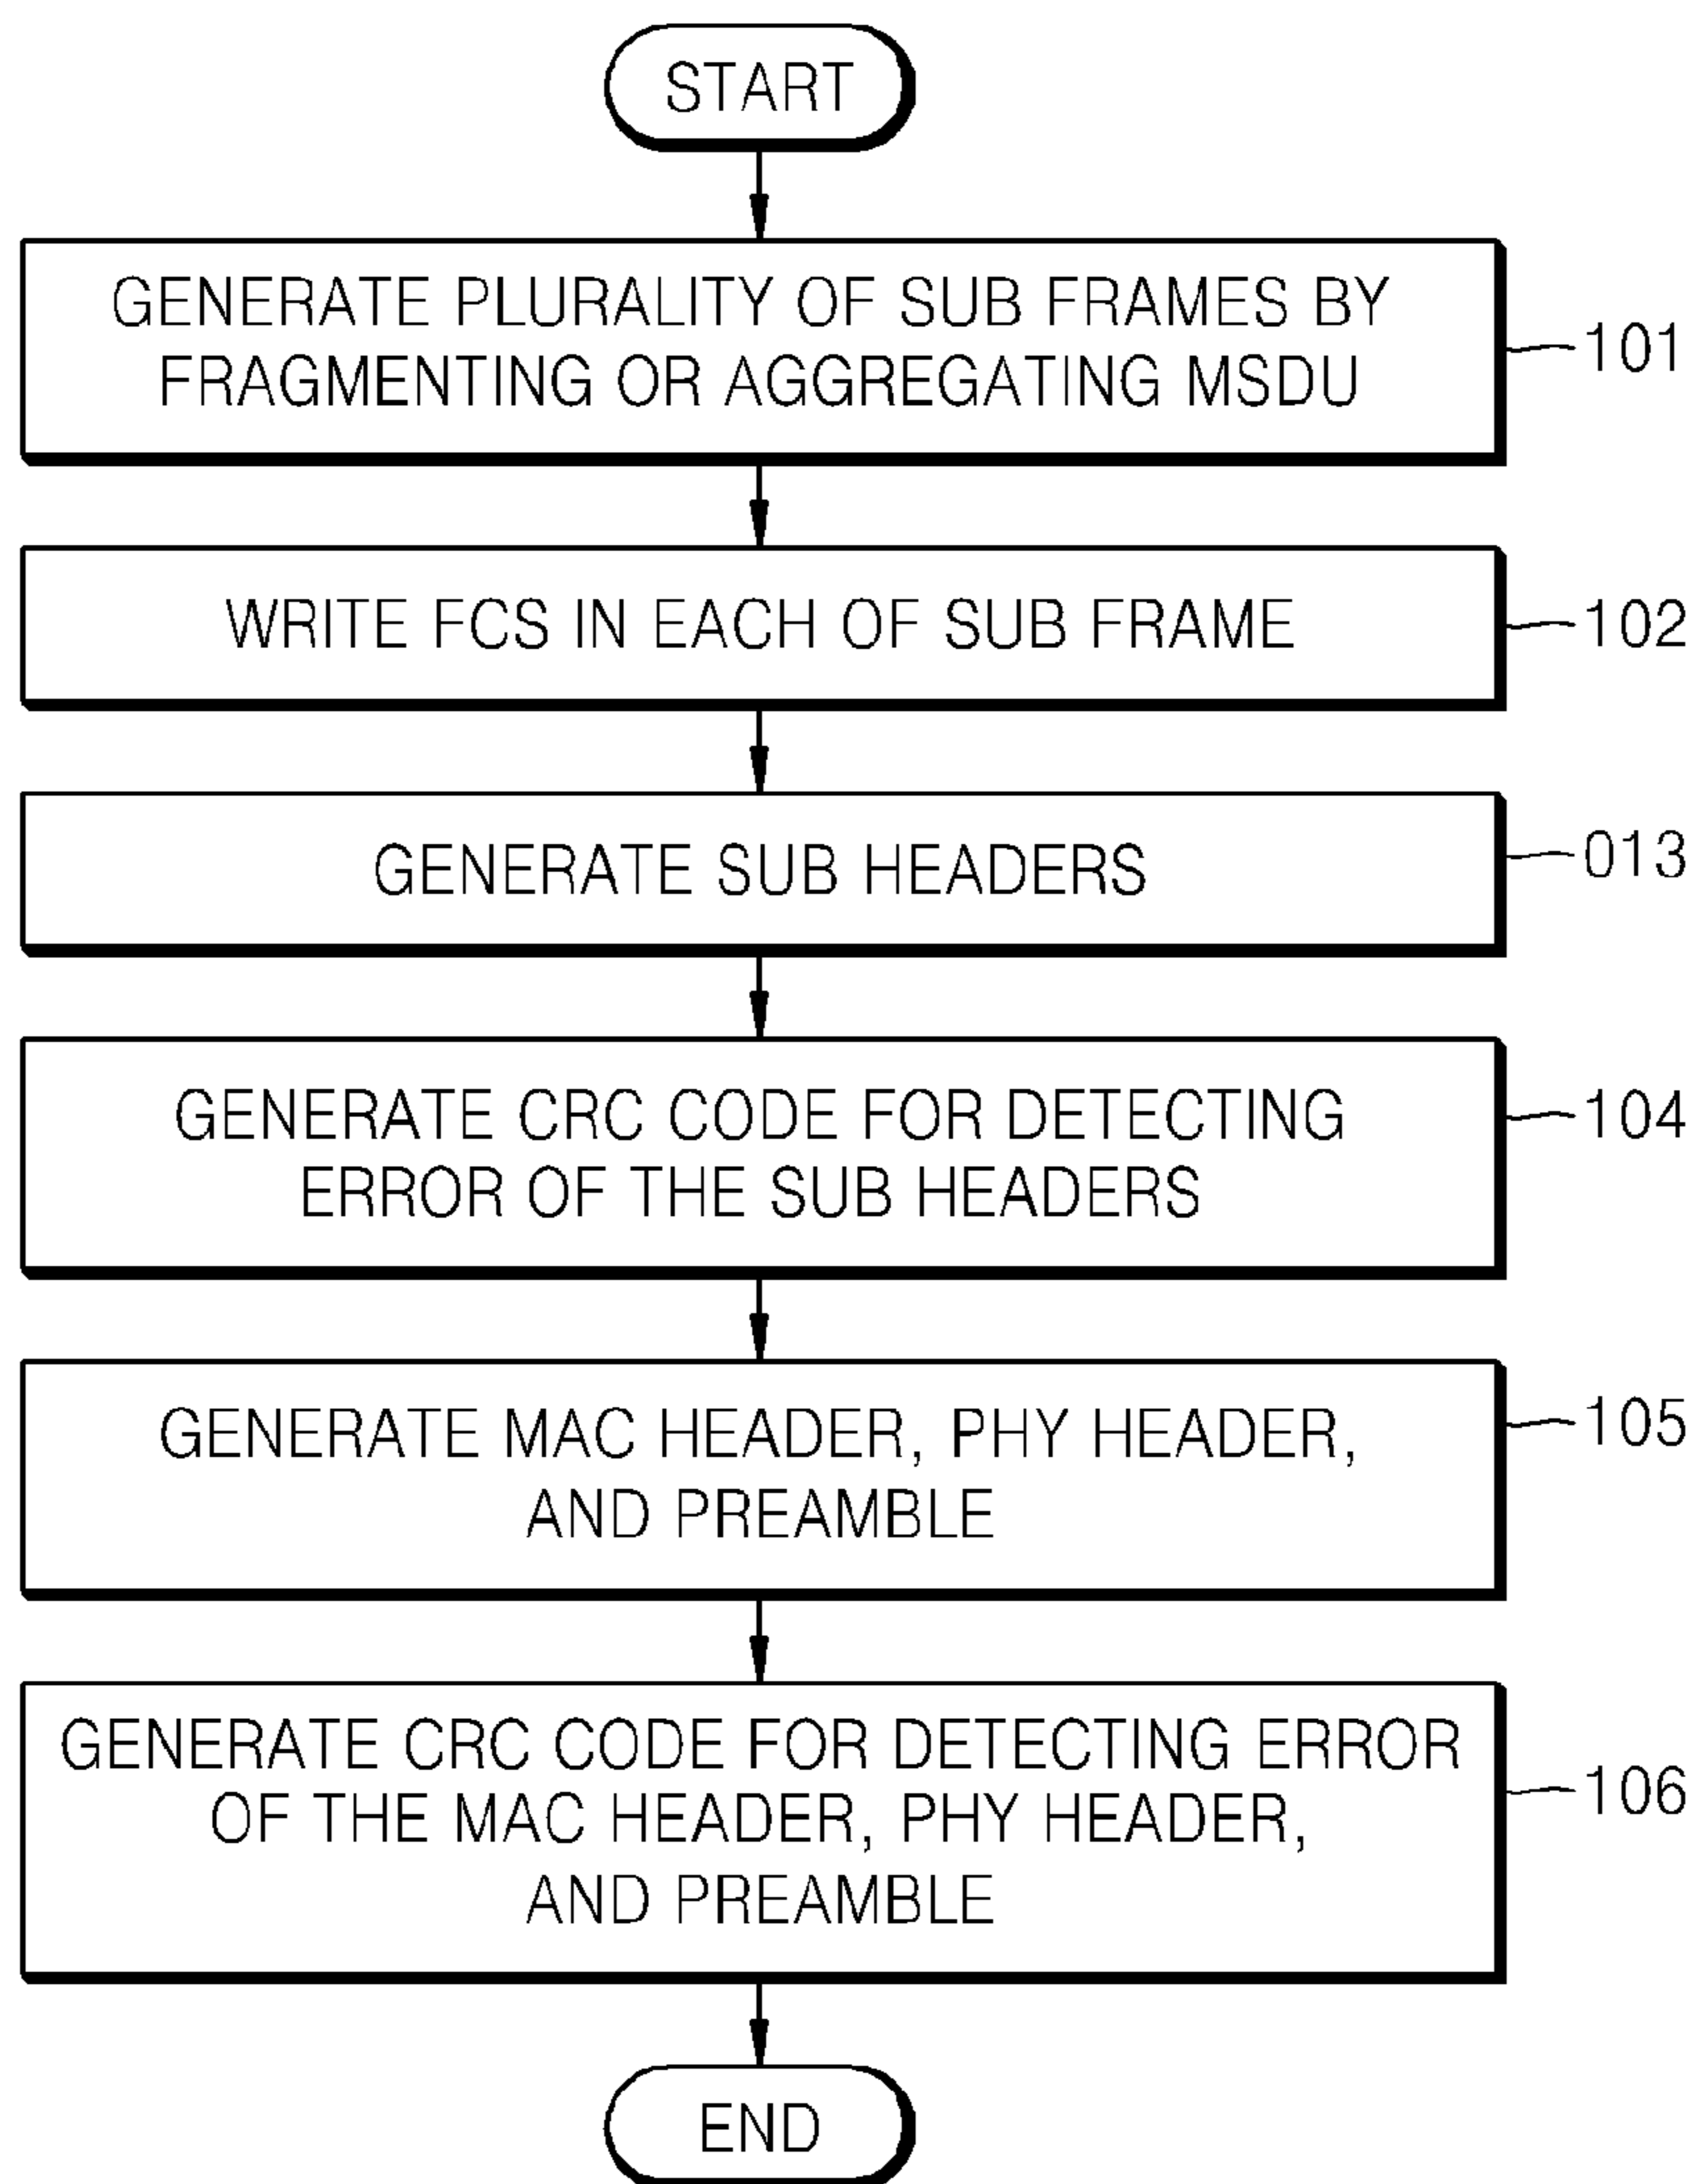 START
GENERATE PLURALITY OF SUB FRAMES BY
FRAGMENTING OR AGGREGATING MSDU
101
WRITE FCS IN EACH OF SUB FRAME
102
GENERATE SUB HEADERS
013
GENERATE CRC CODE FOR DETECTING
ERROR OF THE SUB HEADERS
104
GENERATE MAC HEADER, PHY HEADER,
AND PREAMBLE
105
GENERATE CRC CODE FOR DETECTING ERROR
OF THE MAC HEADER, PHY HEADER,
AND PREAMBLE
106
END